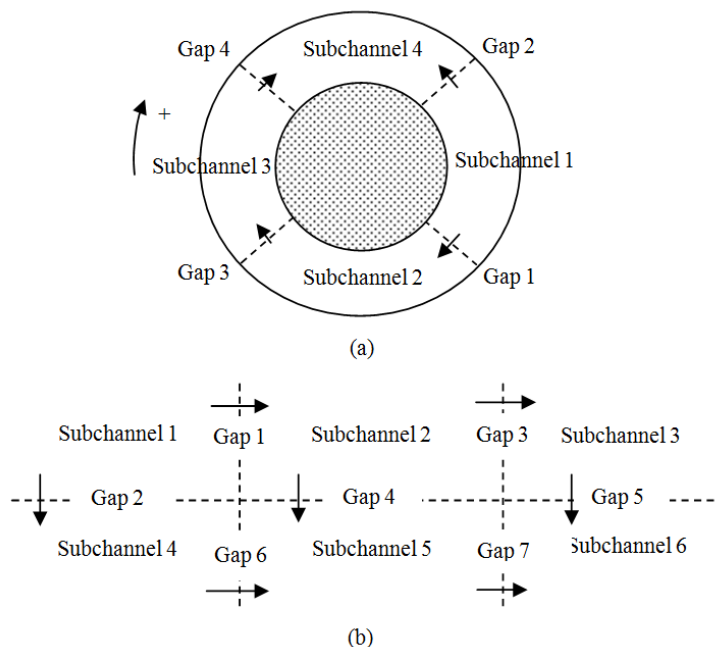 Gap 4
Subchannel 4
Gap 2
+
Subchannel 3
Subchannel 1
Gap 3
Subchannel 2
Gap 1
(a)
Subchannel 1
Gap 1
Subchannel 2
Gap 3
Subchannel 3
Gap 2
Gap 4
Gap 5
Subchannel 4
Gap 6
Subchannel 5
Gap 7
Subchannel 6
(b)